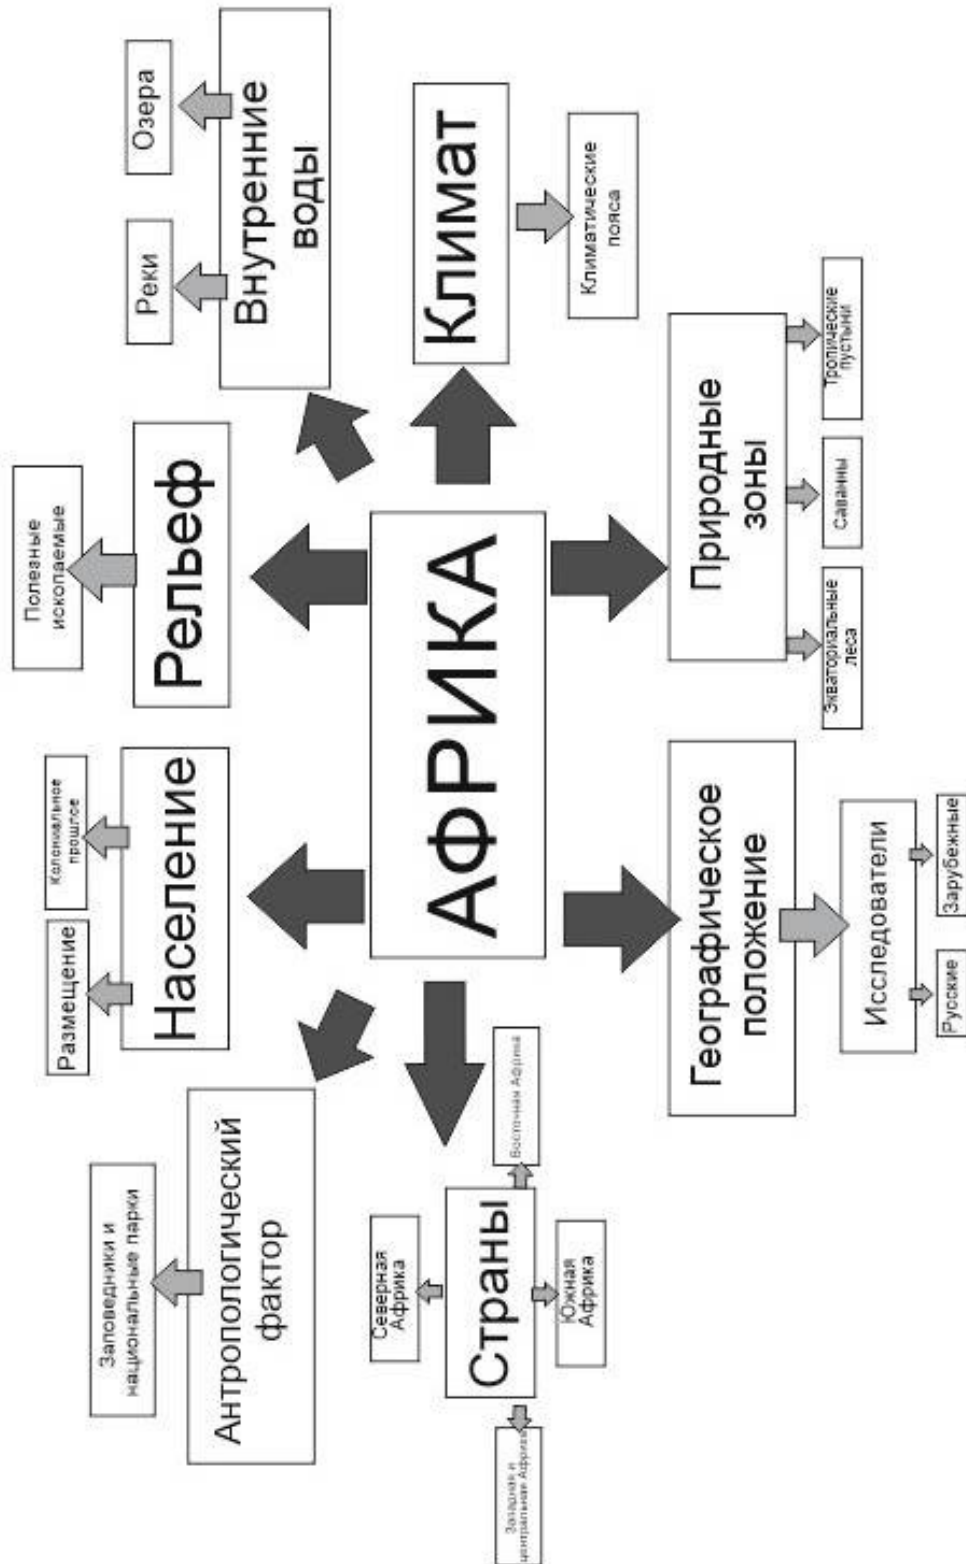 Заповедники и
национальные парки
Антропологический
фактор
Размещение
Колониальное
прошлое
Население
Полезные
ископаемые
Рельеф
Реки
Озера
Внутренние
воды
АФРИКА
Климат
Климатические
пояса
Страны
Северная
Африка
Восточная Африка
Южная
Африка
Западная и
центральная Африка
Географическое
положение
Исследователи
Русские
Зарубежные
Природные
зоны
Экваториальные
леса
Саванны
Тропические
пустыни